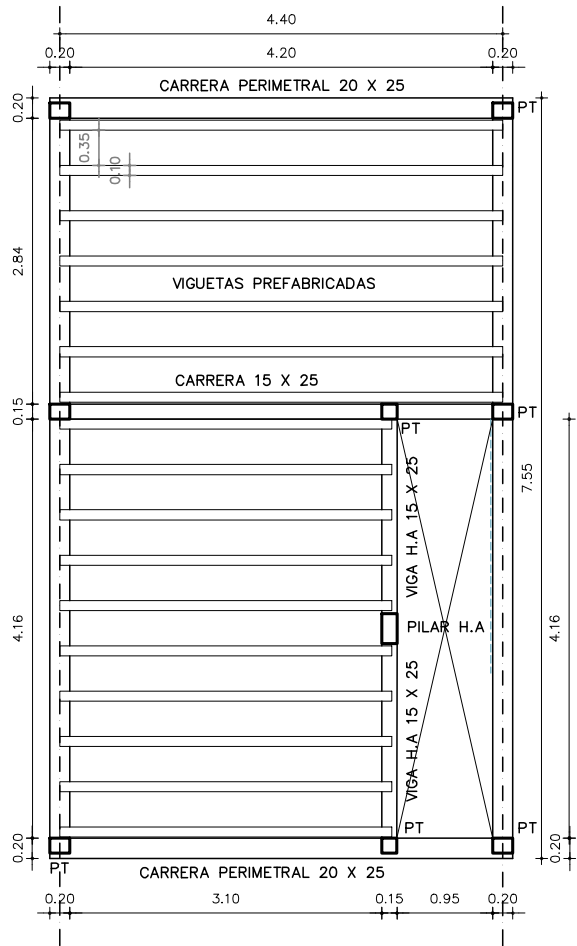 4.40
0.20 4.20 0.20
CARRERA PERIMETRAL 20 X 25
0.20
PT
0.35
0.10
2.84
VIGUETAS PREFABRICADAS
CARRERA 15 X 25
0.15
PT
PT
7.55
VIGA H.A 15 X 25
4.16
PILAR H.A
4.16
VIGA H.A 15 X 25
PT
PT
0.20
0.20
PT
CARRERA PERIMETRAL 20 X 25
0.20 3.10 0.15 0.95 0.20